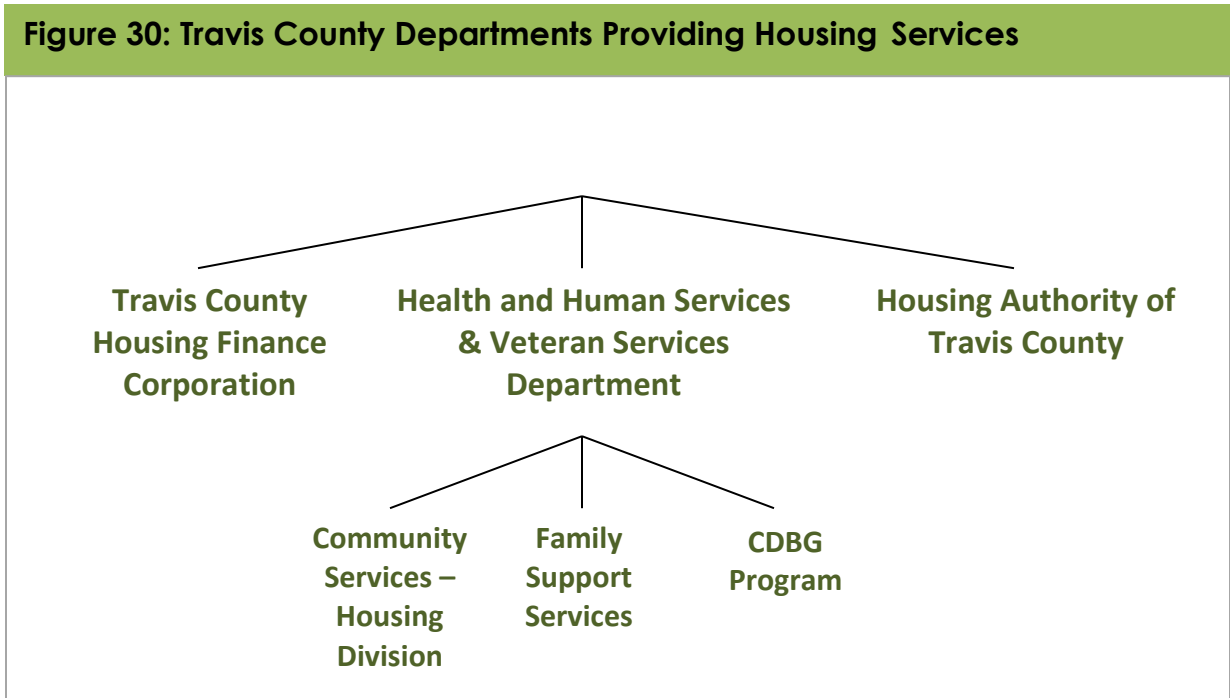 Figure 30: Travis County Departments Providing Housing Services
Travis County
Housing Finance
Corporation
Health and Human Services
& Veteran Services
Department
Housing Authority of
Travis County
Community
Services –
Housing
Division
Family
Support
Services
CDBG
Program